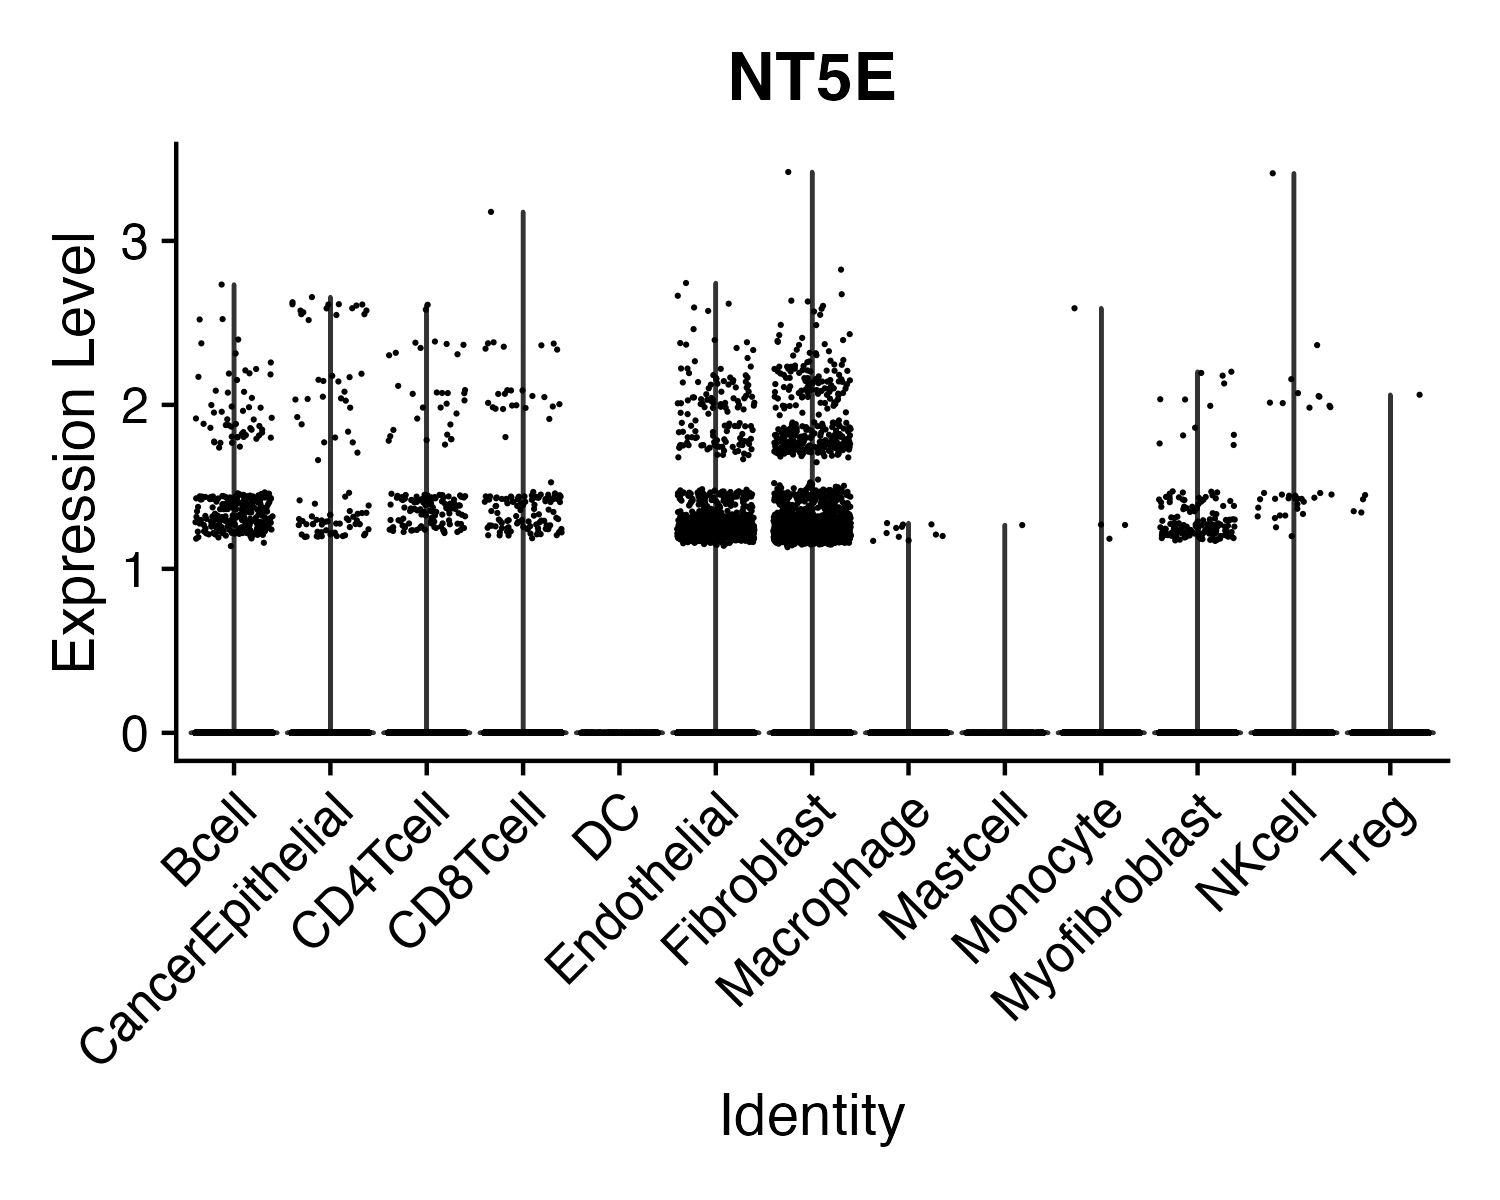 NT5E
Expression Level
3
2
1
0
Bcell
CancerEpithelial
CD4Tcell
CD8Tcell
DC
Endothelial
Fibroblast
Macrophage
Mastcell
Monocyte
Myofibroblast
NKcell
Treg
Identity